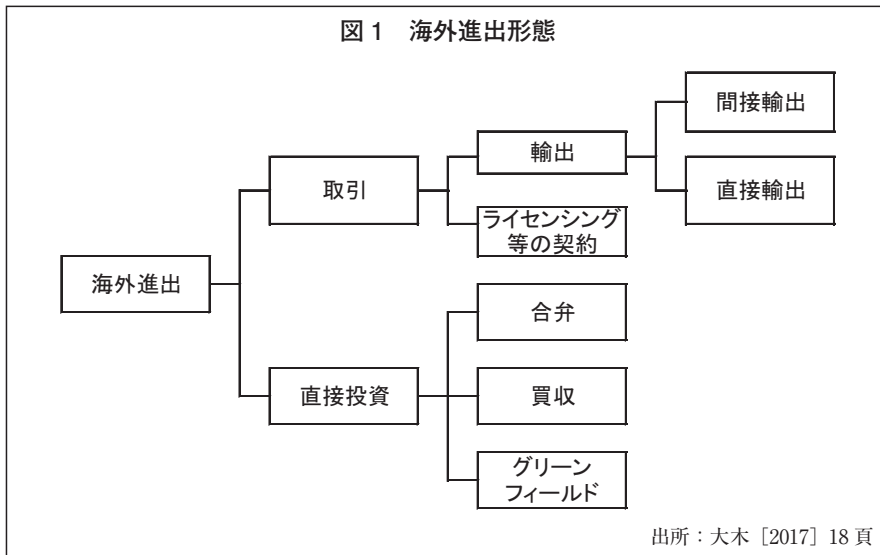 図1 海外進出形態
海外進出
取引
輸出
間接輸出
直接輸出
ライセンシング
等の契約
直接投資
合弁
買収
グリーン
フィールド
出所：大木［2017］18頁